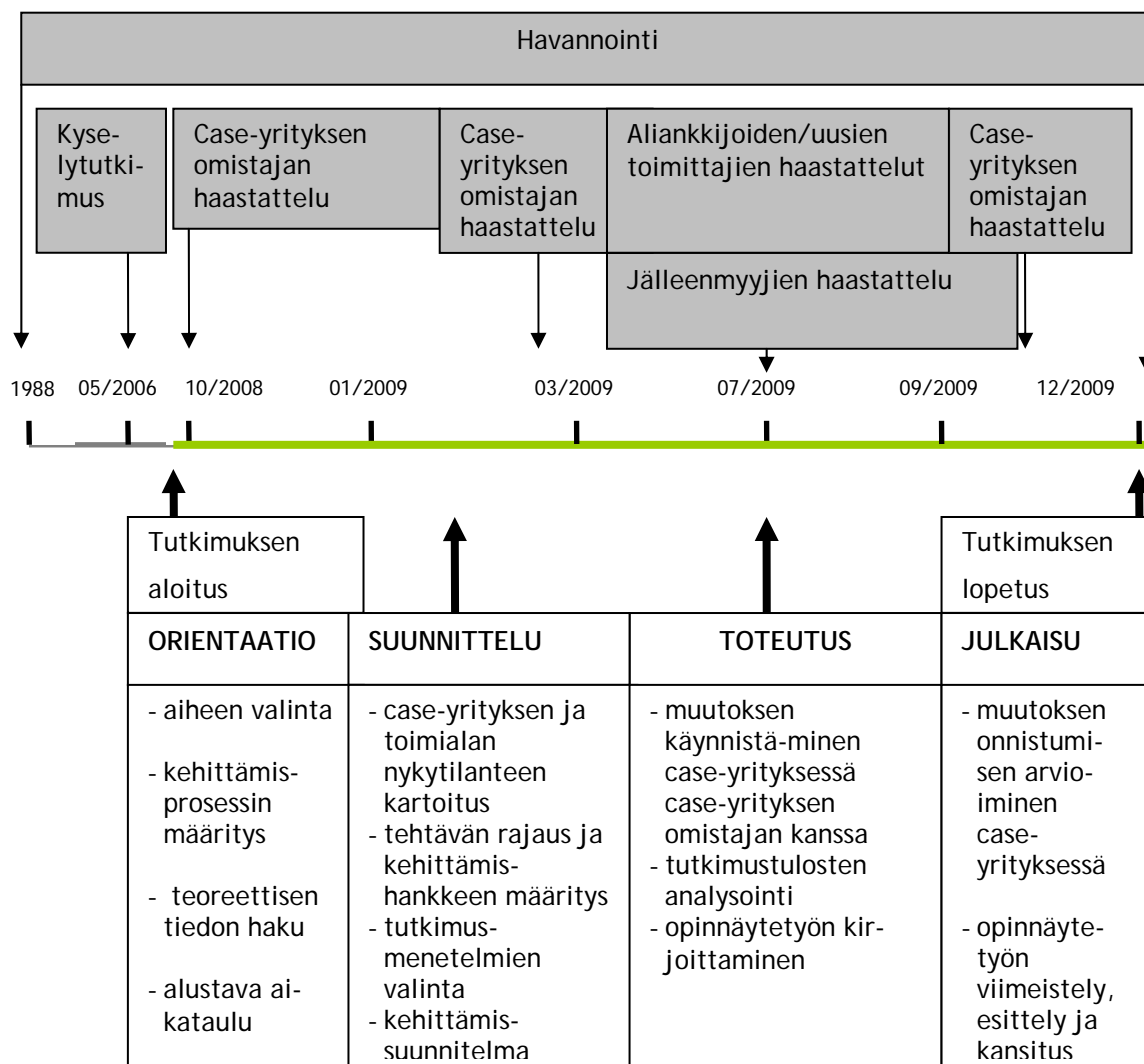 Havannointi
Kyse-
lytutki-
mus
Case-yrityksen
omistajan
haastattelu
Case-
yrityksen
omistajan
haastattelu
Aliankkijoiden/uusien
toimittajien haastattelut
Case-
yrityksen
omistajan
haastattelu
Jälleenmyyjien haastattelu
1988 05/2006 10/2008 01/2009 03/2009 07/2009 09/2009 12/2009
Tutkimuksen
aloitus
Tutkimuksen
lopetus
ORIENTAATIO
- aiheen valinta
- kehittämis-
prosessin
määritys
- teoreettisen
tiedon haku
- alustava ai-
kataulu
SUUNNITTELU
- case-yrityksen ja
toimialan
nykytilanteen
kartoitus
- tehtävän rajaus ja
kehittämis-
hankkeen määritys
- tutkimus-
menetelmien
valinta
- kehittämis-
suunnitelma
TOTEUTUS
- muutoksen
käynnistä-minen
case-yrityksessä
case-yrityksen
omistajan kanssa
- tutkimustulosten
analysointi
- opinnäytetyön kir-
joittaminen
JULKAISU
- muutoksen
onnistumi-
sen arvio-
iminen
case-
yrityksessä
- opinnäyte-
työn
viimeistely,
esittely ja
kansitus